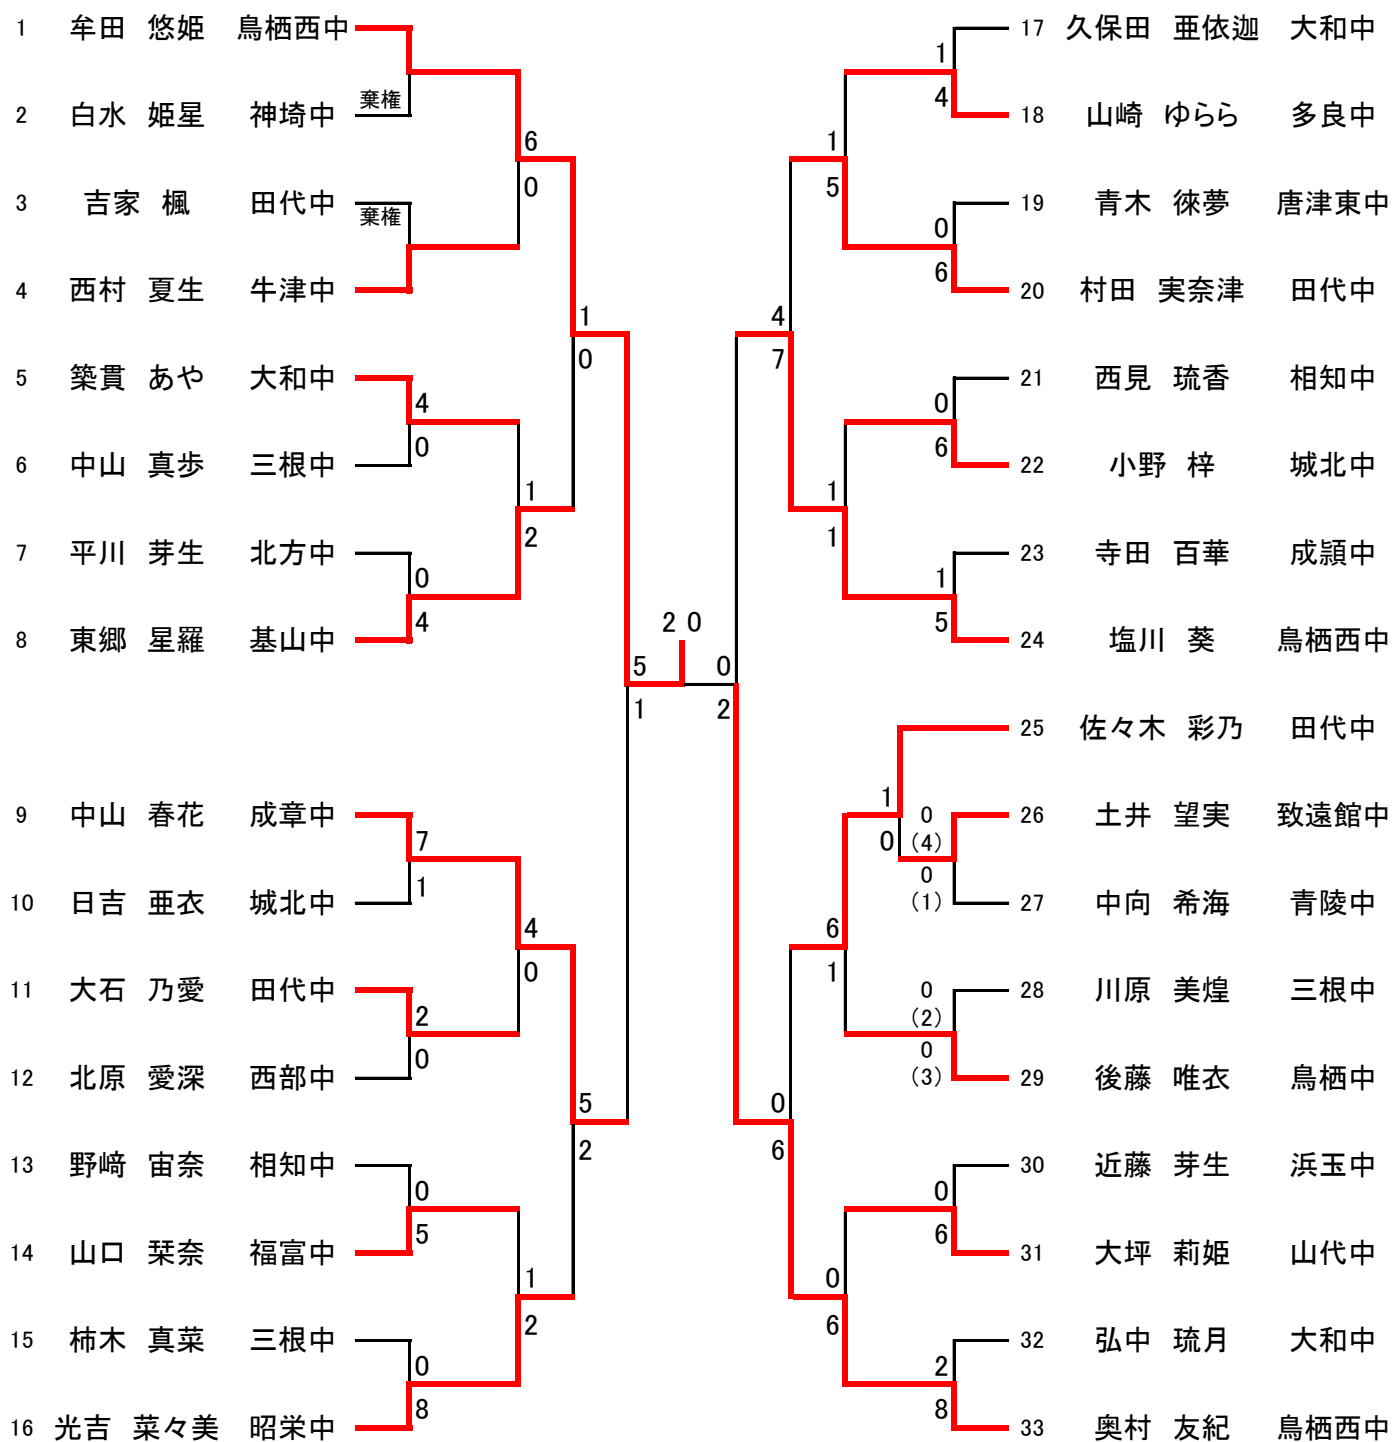 1 牟田 悠姫 鳥栖西中
2 白水 姫星 神埼中
棄権
3 吉家 楓 田代中
棄権
4 西村 夏生 牛津中
6
0
5 築貫 あや 大和中
4
0
6 中山 真歩 三根中
7 平川 芽生 北方中
0
4
8 東郷 星羅 基山中
1
2
1
0
9 中山 春花 成章中
7
1
10 日吉 亜衣 城北中
11 大石 乃愛 田代中
2
0
12 北原 愛深 西部中
4
0
13 野﨑 宙奈 相知中
0
5
14 山口 栞奈 福富中
15 柿木 真菜 三根中
0
8
16 光吉 菜々美 昭栄中
1
2
5
2
5
1
2 0
0
2
17 久保田 亜依迦 大和中
1
4
18 山崎 ゆらら 多良中
19 青木 徠夢 唐津東中
0
6
20 村田 実奈津 田代中
1
5
21 西見 琉香 相知中
0
6
22 小野 梓 城北中
23 寺田 百華 成穎中
1
5
24 塩川 葵 鳥栖西中
1
1
4
7
25 佐々木 彩乃 田代中
1
0
26 土井 望実 致遠館中
0
(4)
0
(1)
27 中向 希海 青陵中
28 川原 美煌 三根中
0
(2)
0
(3)
29 後藤 唯衣 鳥栖中
6
1
30 近藤 芽生 浜玉中
0
6
31 大坪 莉姫 山代中
32 弘中 琉月 大和中
2
8
33 奥村 友紀 鳥栖西中
0
6
0
6